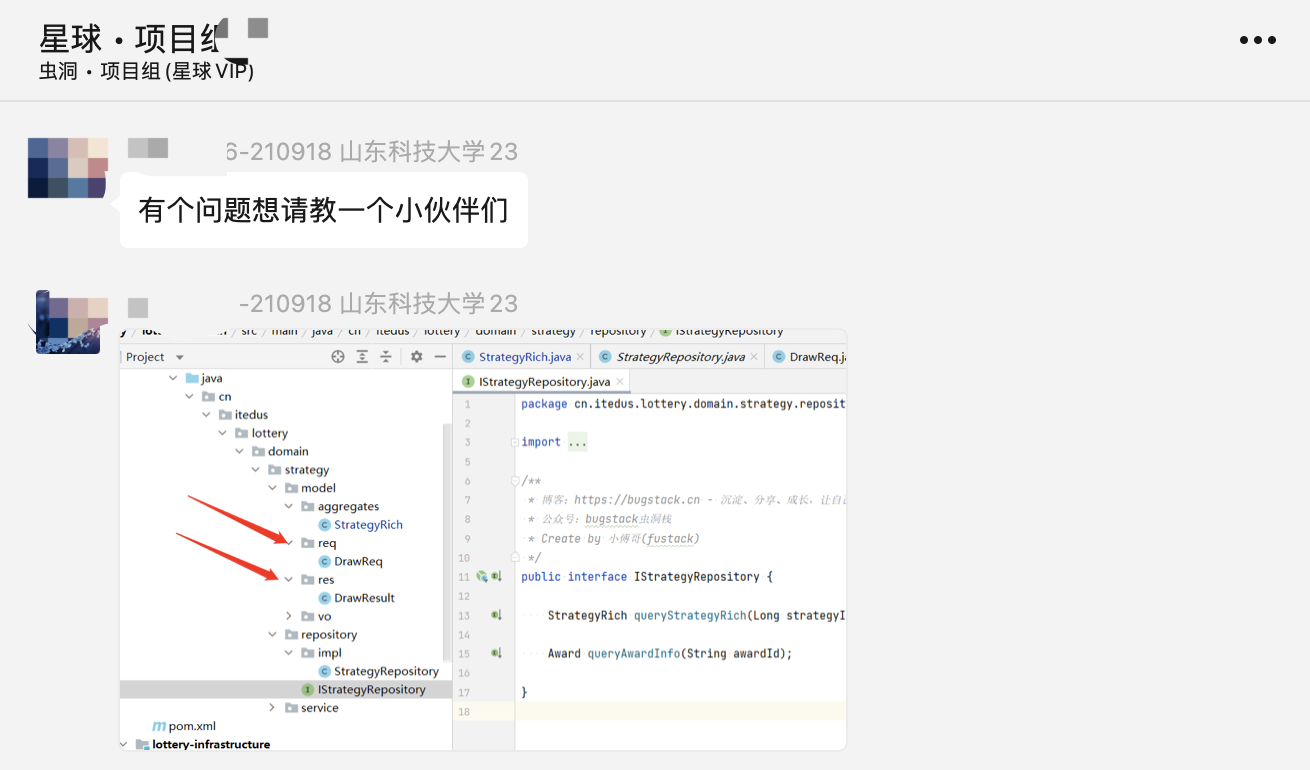 星球・项目组
虫洞・项目组(星球VIP)
6-210918 山东科技大学23
有个问题想请教一个小伙伴们
-210918 山东科技大学23
src / main / java / cn / itedus / lottery / domain / strategy / repository / IStrategyRepository
Project
StrategyRich.java
StrategyRepository.java
DrawReq.j
IStrategyRepository.java
java
cn
itedus
lottery
domain
strategy
model
aggregates
StrategyRich
req
DrawReq
res
DrawResult
vo
repository
impl
StrategyRepository
IStrategyRepository
service
pom.xml
lottery-infrastructure
1 package cn.itedus.lottery.domain.strategy.reposit
2
3 import ...
5
6 /**
7 * 博客：https://bugstack.cn - 沉淀、分享、成长，让自
8 * 公众号：bugstack虫洞栈
9 * Create by 小傅哥(fustack)
10 */
11 public interface IStrategyRepository {
12
13 StrategyRich queryStrategyRich(Long strategyI
14
15 Award queryAwardInfo(String awardId);
16
17 }
18